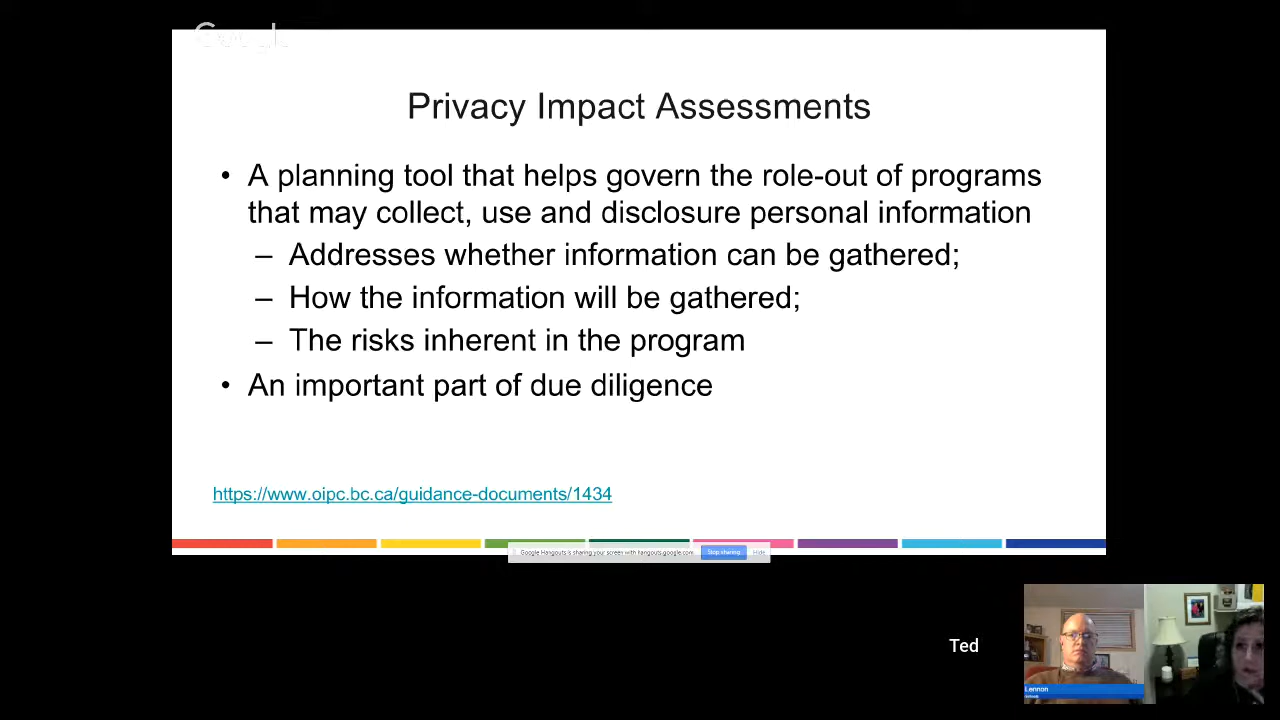 Google
Privacy Impact Assessments
• A planning tool that helps govern the role-out of programs
that may collect, use and disclosure personal information
– Addresses whether information can be gathered;
– How the information will be gathered;
– The risks inherent in the program
• An important part of due diligence
https://www.oipc.bc.ca/guidance-documents/1434
Google Hangouts is sharing your screen with hangouts.google.com.
Stop sharing
Hide
Ted
Lennon